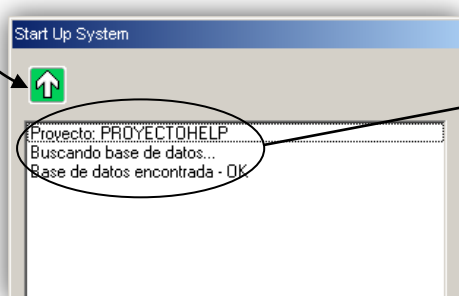 Start Up System
Proyecto: PROYECTOHELP
Buscando base de datos...
Base de datos encontrada - OK